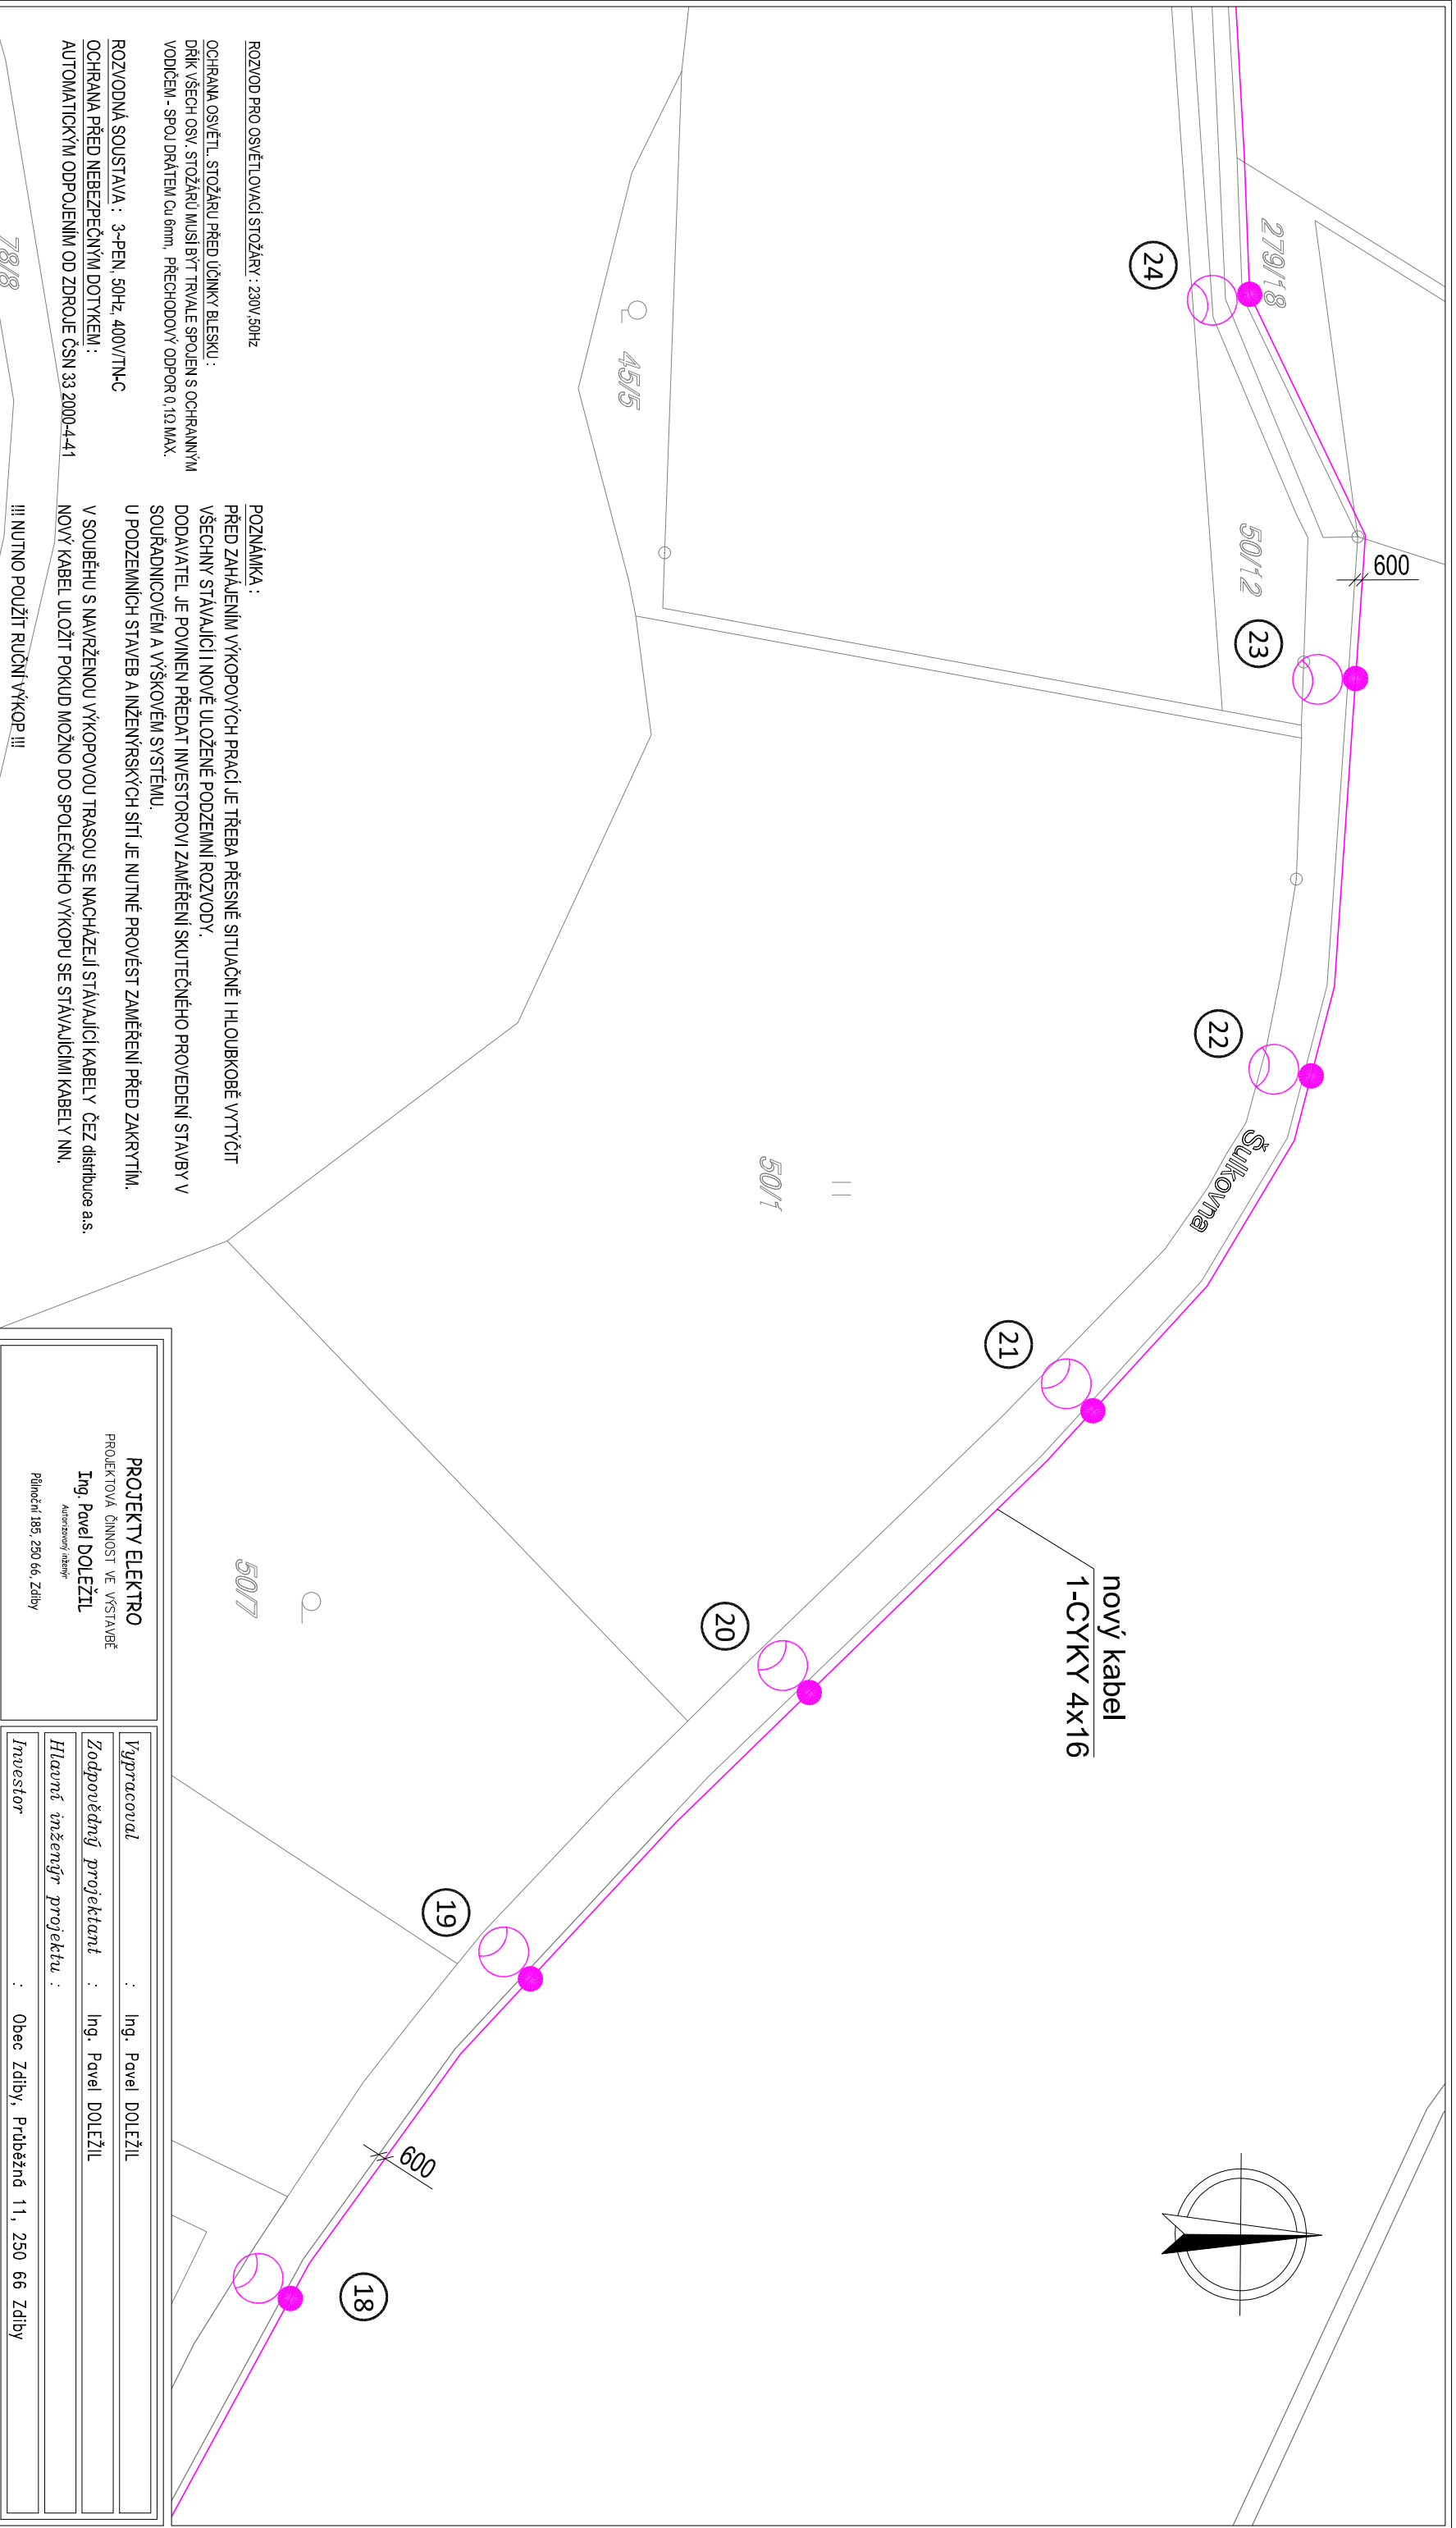 279/18
24
50/12
600
23
22
Šulkovna
21
20
19
18
600
nový kabel
1-CYKY 4x16
45/5
50/1
50/7
78/8
ROZVOD PRO OSVĚTLOVACÍ STOŽÁRY : 230V,50Hz
OCHRANA OSVĚTL. STOŽÁRU PŘED ÚČINKY BLESKU :
DŘÍK VŠECH OSV. STOŽÁRŮ MUSÍ BÝT TRVALE SPOJEN S OCHRANNÝM
VODIČEM - SPOJ DRÁTEM Cu 6mm, PŘECHODOVÝ ODPOR 0,1Ω MAX.
ROZVODNÁ SOUSTAVA : 3~PEN, 50Hz, 400V/TN-C
OCHRANA PŘED NEBEZPEČNÝM DOTYKEM :
AUTOMATICKÝM ODPOJENÍM OD ZDROJE ČSN 33 2000-4-41
POZNÁMKA :
PŘED ZAHÁJENÍM VÝKOPOVÝCH PRACÍ JE TŘEBA PŘESNĚ SITUAČNĚ I HLOUBKOBĚ VYTÝČIT
VŠECHNY STÁVAJÍCÍ I NOVĚ ULOŽENÉ PODZEMNÍ ROZVODY.
DODAVATEL JE POVINEN PŘEDAT INVESTOROVI ZAMĚŘENÍ SKUTEČNÉHO PROVEDENÍ STAVBY V
SOUŘADNICOVÉM A VÝŠKOVÉM SYSTÉMU.
U PODZEMNÍCH STAVEB A INŽENÝRSKÝCH SÍTÍ JE NUTNÉ PROVÉST ZAMĚŘENÍ PŘED ZAKRYTÍM.
V SOUBĚHU S NAVRŽENOU VÝKOPOVOU TRASOU SE NACHÁZEJÍ STÁVAJÍCÍ KABELY ČEZ distribuce a.s.
NOVÝ KABEL ULOŽIT POKUD MOŽNO DO SPOLEČNÉHO VÝKOPU SE STÁVAJÍCÍMI KABELY NN.
!!! NUTNO POUŽÍT RUČNÍ VÝKOP !!!
PROJEKTY ELEKTRO
PROJEKTOVÁ ČINNOST VE VÝSTAVBĚ
Ing. Pavel DOLEŽIL
Autorizovaný inženýr
Půlnoční 185, 250 66, Zdiby
Vypracoval : Ing. Pavel DOLEŽIL
Zodpovědný projektant : Ing. Pavel DOLEŽIL
Hlavní inženýr projektu :
Investor : Obec Zdiby, Průběžná 11, 250 66 Zdiby